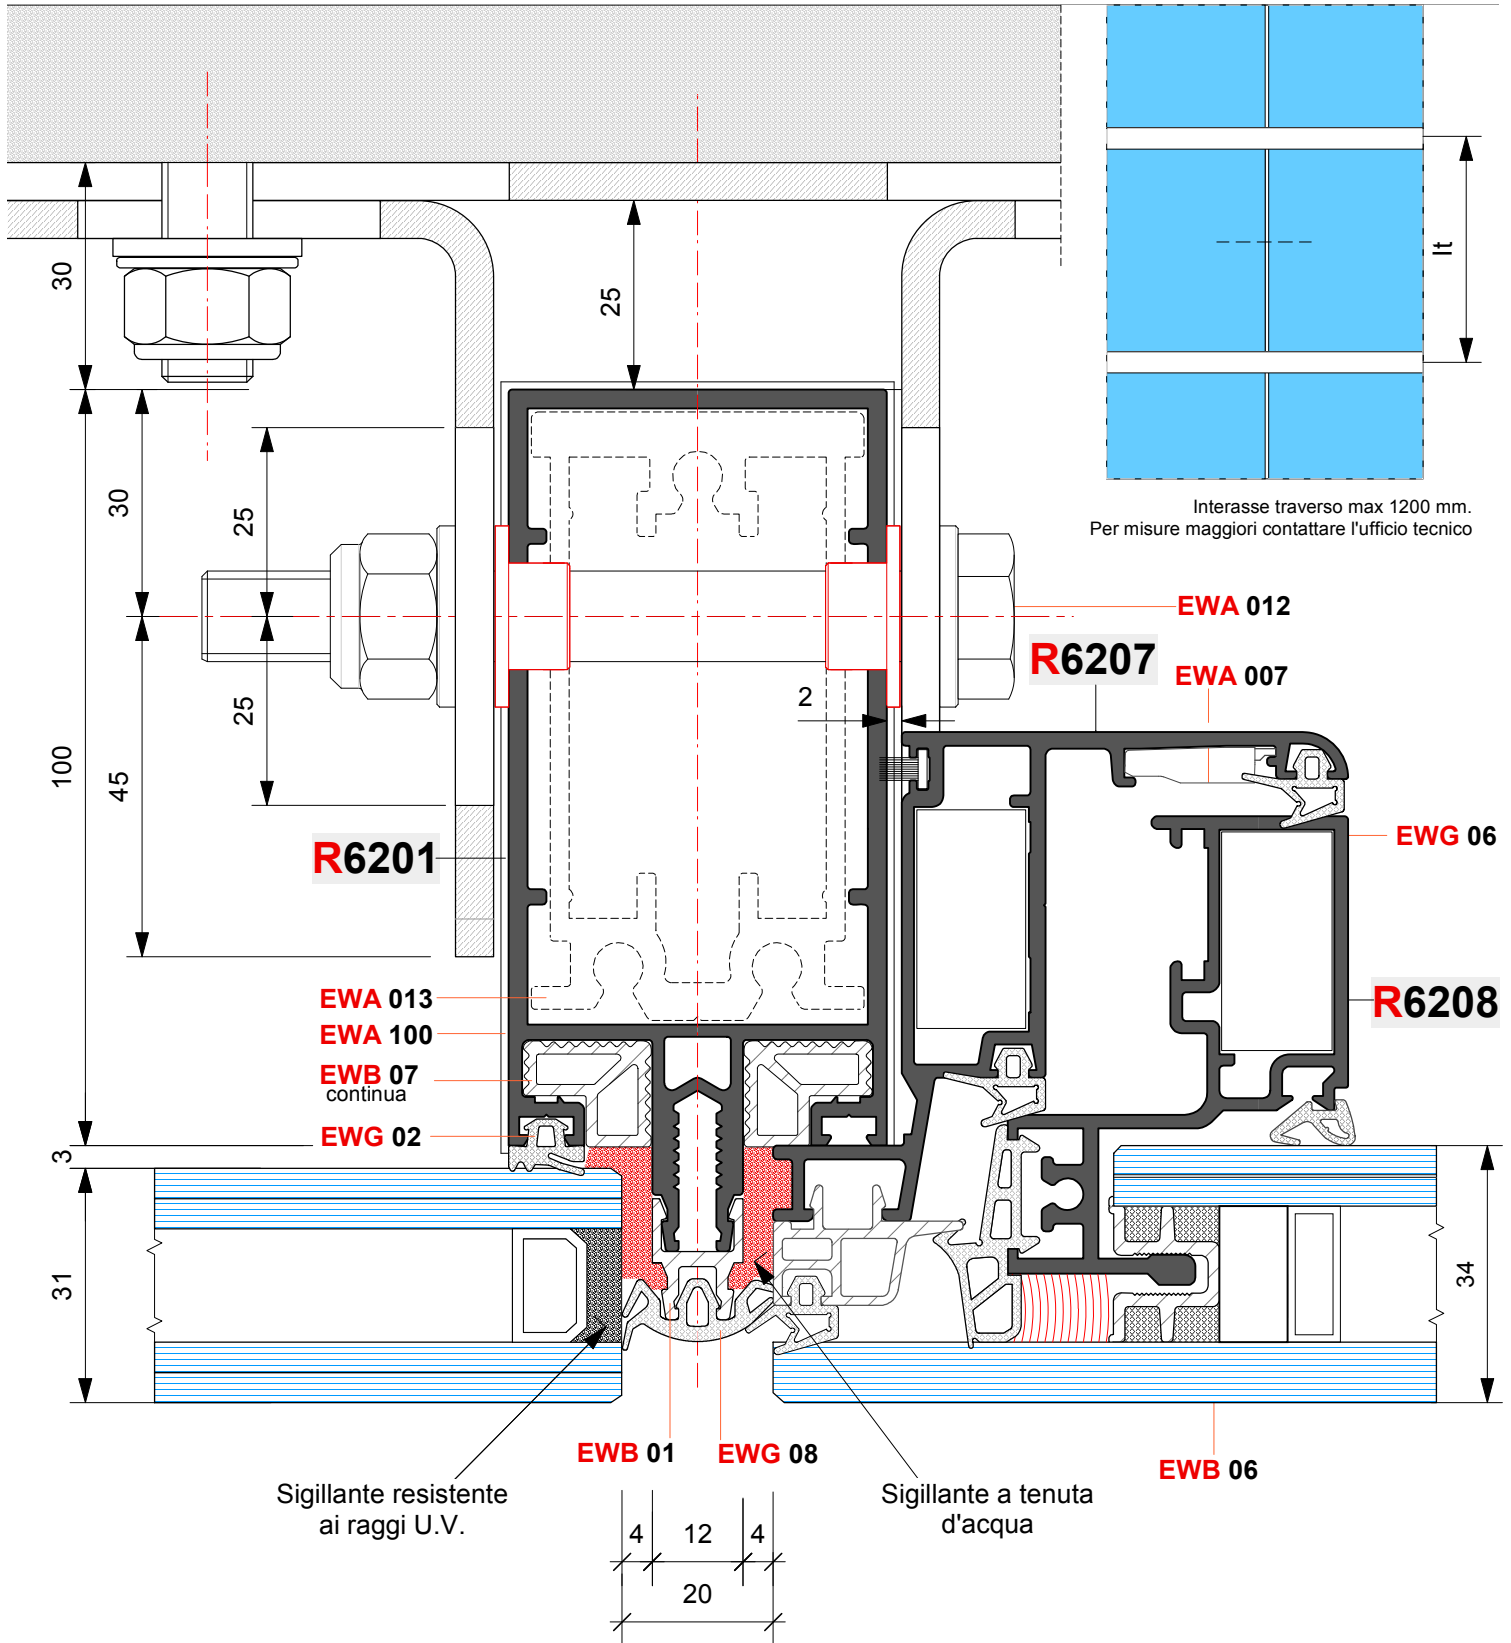 30
25
lt
Interasse traverso max 1200 mm.
Per misure maggiori contattare l'ufficio tecnico
30
25
EWA 012
R6207
EWA 007
25
2
100
45
R6201
EWG 06
EWA 013
R6208
EWA 100
EWB 07
continua
EWG 02
3
31
34
EWB 01
EWG 08
EWB 06
Sigillante resistente
ai raggi U.V.
Sigillante a tenuta
d'acqua
4
12
4
20